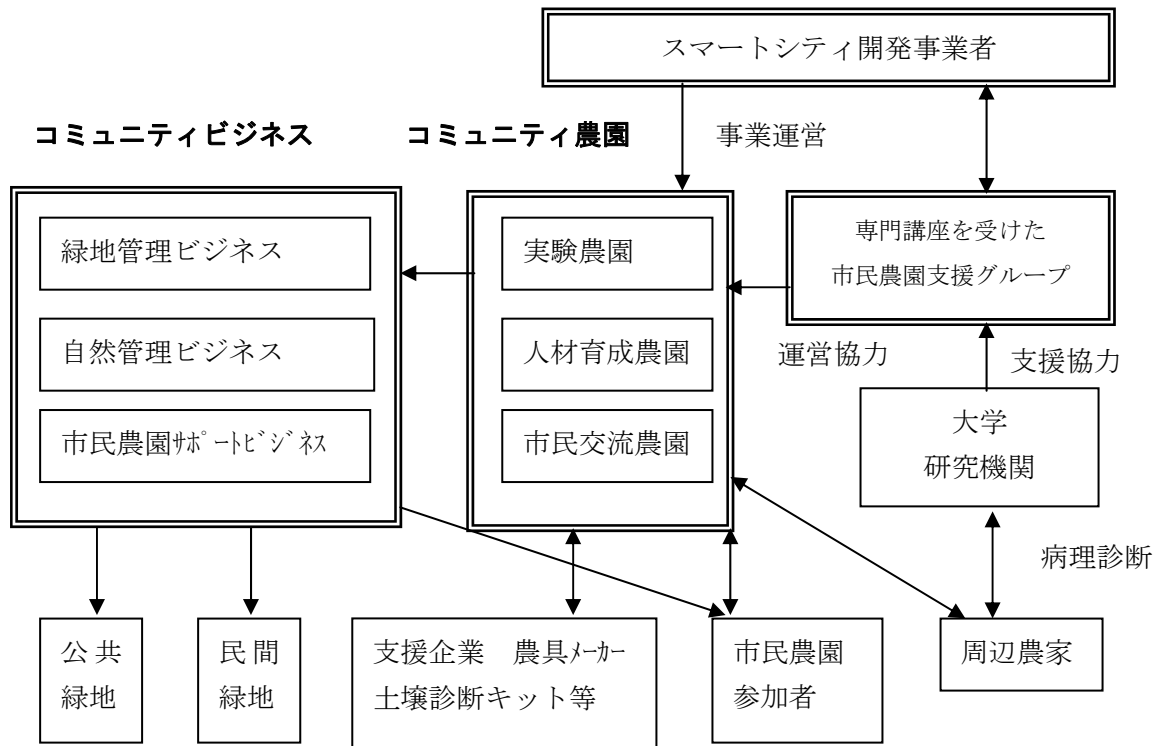 スマートシティ開発事業者
コミュニティビジネス
コミュニティ農園
事業運営
緑地管理ビジネス
自然管理ビジネス
市民農園ｻﾎﾟｰﾄﾋﾞｼﾞﾈｽ
実験農園
人材育成農園
市民交流農園
専門講座を受けた
市民農園支援グループ
運営協力
支援協力
大学
研究機関
病理診断
公共
緑地
民間
緑地
支援企業　農具ﾒｰｶｰ
土壌診断キット等
市民農園
参加者
周辺農家